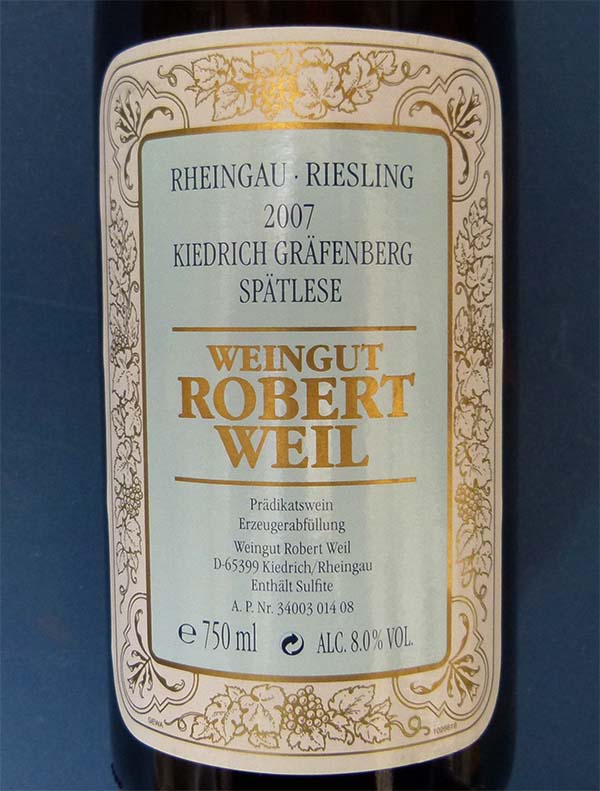 RHEINGAU · RIESLING
2007
KIEDRICH GRÄFENBERG
SPÄTLESE
WEINGUT
ROBERT
WEIL
Prädikatswein
Erzeugerabfüllung
Weingut Robert Weil
D-65399 Kiedrich/Rheingau
Enthält Sulfite
A. P. Nr. 34003 014 08
℮ 750 ml ALC. 8.0% VOL.
GEWA